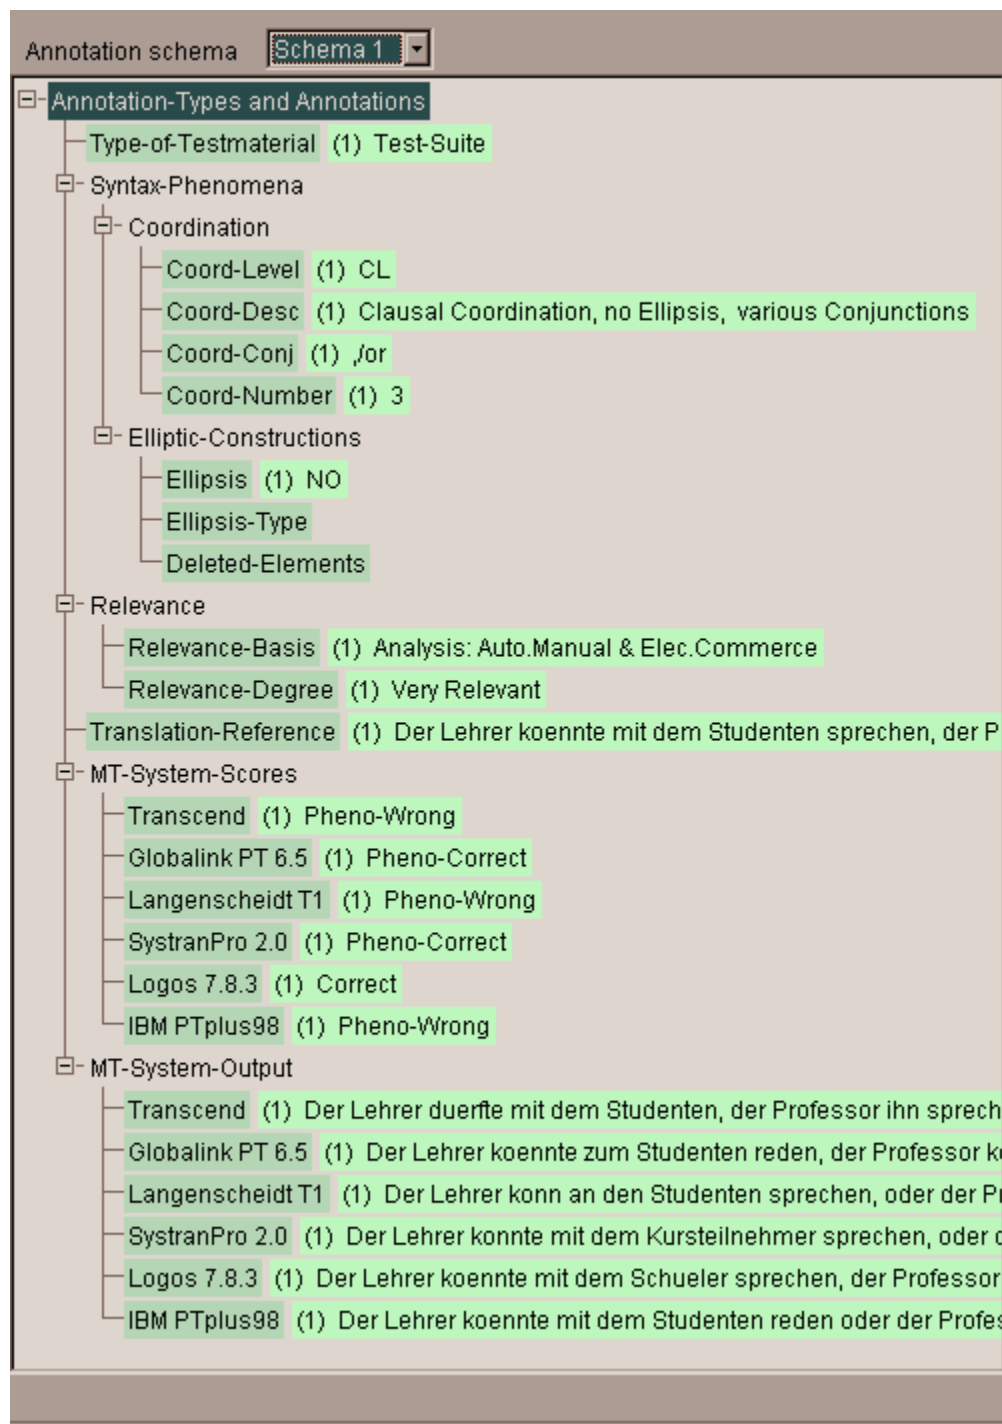 Annotation schema Schema 1
Annotation-Types and Annotations
Type-of-Testmaterial (1) Test-Suite
Syntax-Phenomena
Coordination
Coord-Level (1) CL
Coord-Desc (1) Clausal Coordination, no Ellipsis, various Conjunctions
Coord-Conj (1) ,/or
Coord-Number (1) 3
Elliptic-Constructions
Ellipsis (1) NO
Ellipsis-Type
Deleted-Elements
Relevance
Relevance-Basis (1) Analysis: Auto.Manual & Elec.Commerce
Relevance-Degree (1) Very Relevant
Translation-Reference (1) Der Lehrer koennte mit dem Studenten sprechen, der P
MT-System-Scores
Transcend (1) Pheno-Wrong
Globalink PT 6.5 (1) Pheno-Correct
Langenscheidt T1 (1) Pheno-Wrong
SystranPro 2.0 (1) Pheno-Correct
Logos 7.8.3 (1) Correct
IBM PTplus98 (1) Pheno-Wrong
MT-System-Output
Transcend (1) Der Lehrer duerfte mit dem Studenten, der Professor ihn sprech
Globalink PT 6.5 (1) Der Lehrer koennte zum Studenten reden, der Professor k
Langenscheidt T1 (1) Der Lehrer konn an den Studenten sprechen, oder der P
SystranPro 2.0 (1) Der Lehrer konnte mit dem Kursteilnehmer sprechen, oder
Logos 7.8.3 (1) Der Lehrer koennte mit dem Schueler sprechen, der Professor
IBM PTplus98 (1) Der Lehrer koennte mit dem Studenten reden oder der Profes